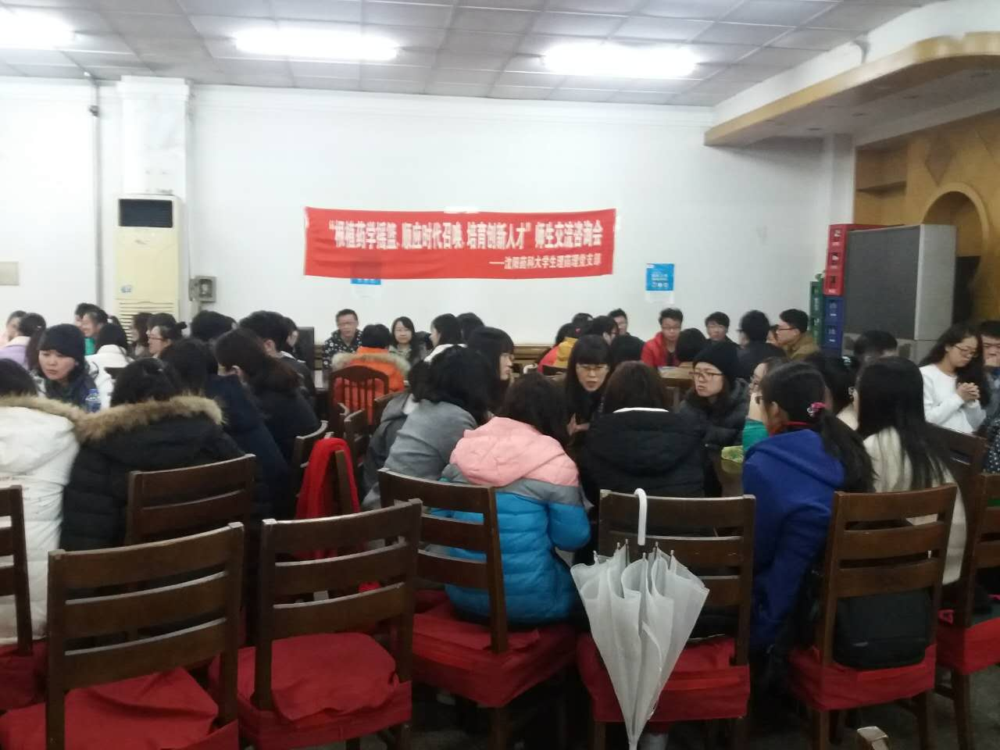 “根植药学摇篮、顺应时代召唤、培育创新人才”师生交流咨询会
——沈阳药科大学生理药理党支部